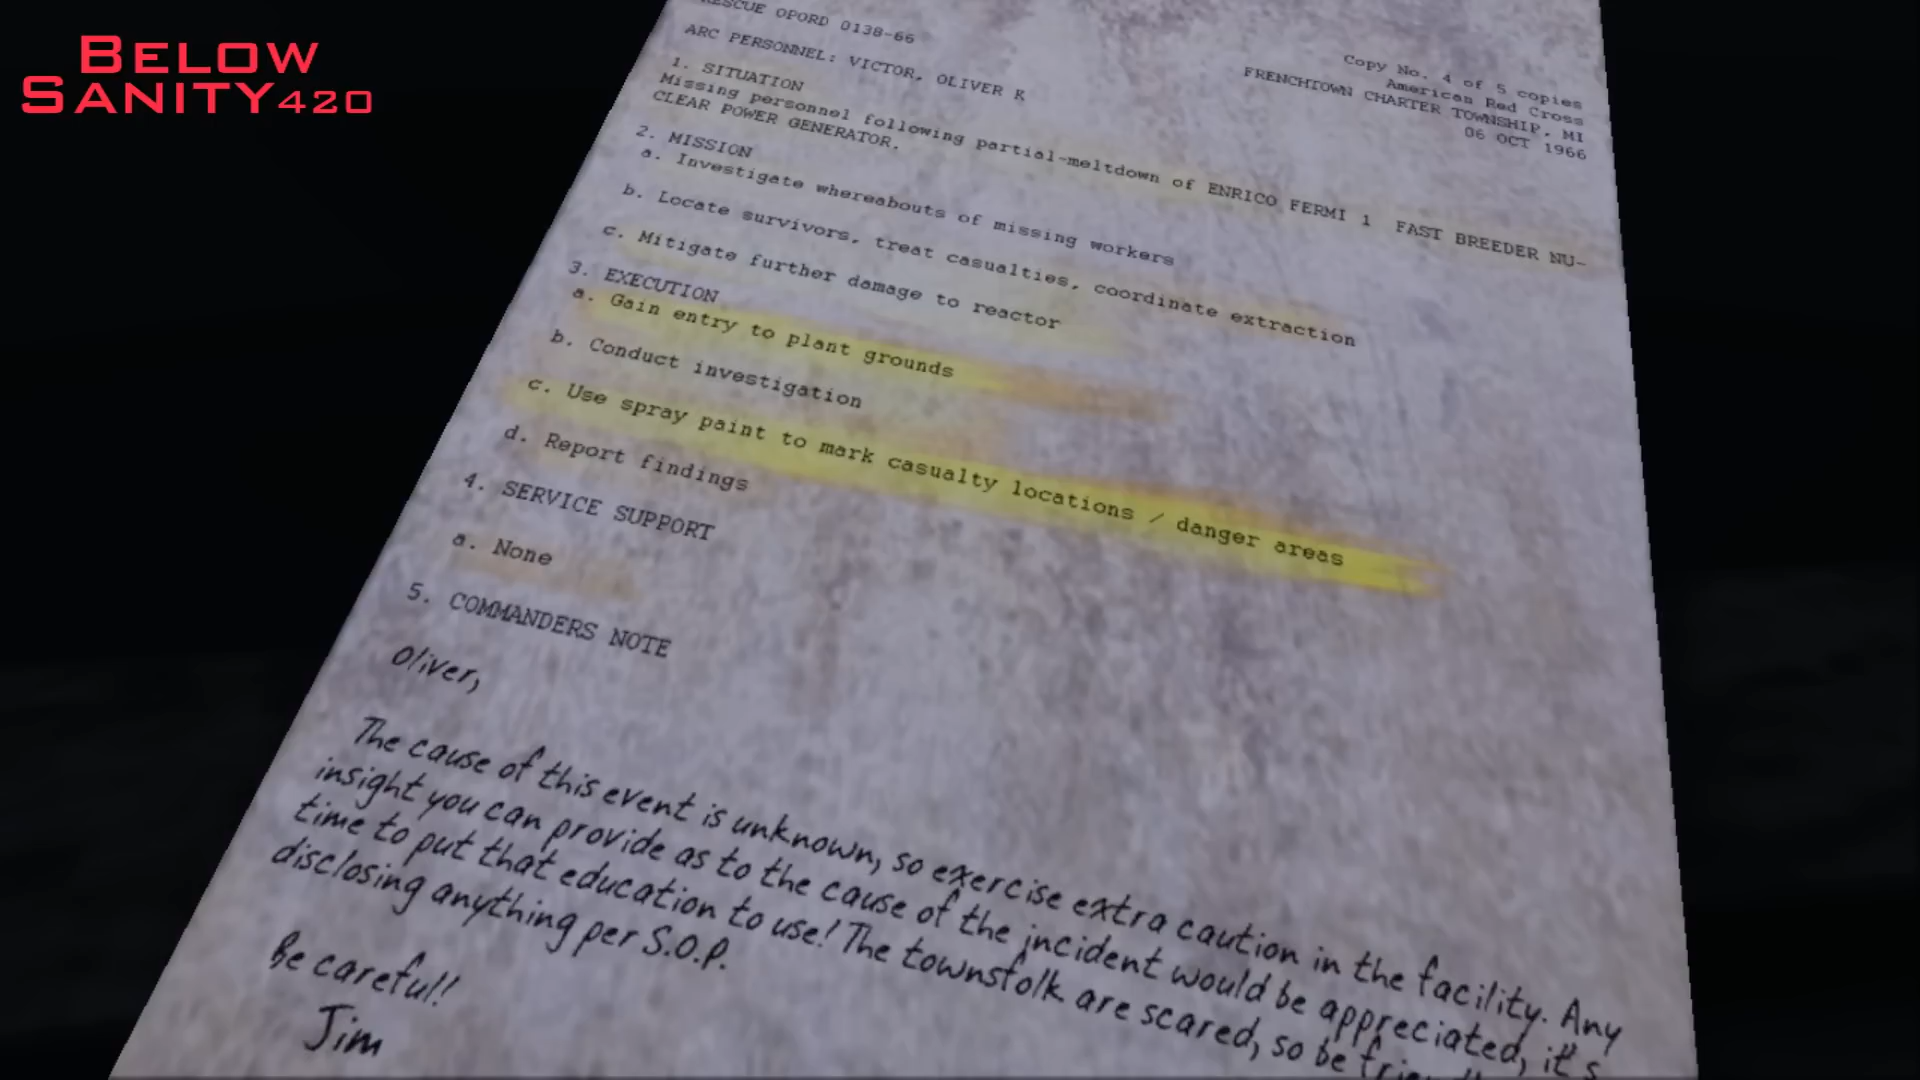 BELOW
SANITY420
RESCUE OPORD 0138-66
Copy No. 4 of 5 copies
American Red Cross
FRENCHTOWN CHARTER TOWNSHIP, MI
06 OCT 1966
ARC PERSONNEL: VICTOR, OLIVER K
1. SITUATION
Missing personnel following partial-meltdown of ENRICO FERMI 1 FAST BREEDER NU-
CLEAR POWER GENERATOR.
2. MISSION
a. Investigate whereabouts of missing workers
b. Locate survivors, treat casualties, coordinate extraction
c. Mitigate further damage to reactor
3. EXECUTION
a. Gain entry to plant grounds
b. Conduct investigation
c. Use spray paint to mark casualty locations / danger areas
d. Report findings
4. SERVICE SUPPORT
a. None
5. COMMANDERS NOTE
Oliver,
The cause of this event is unknown, so exercise extra caution in the facility. Any
insight you can provide as to the cause of the incident would be appreciated, it's
time to put that education to use! The townsfolk are scared, so be
disclosing anything per S.O.P.
Be careful!
Jim